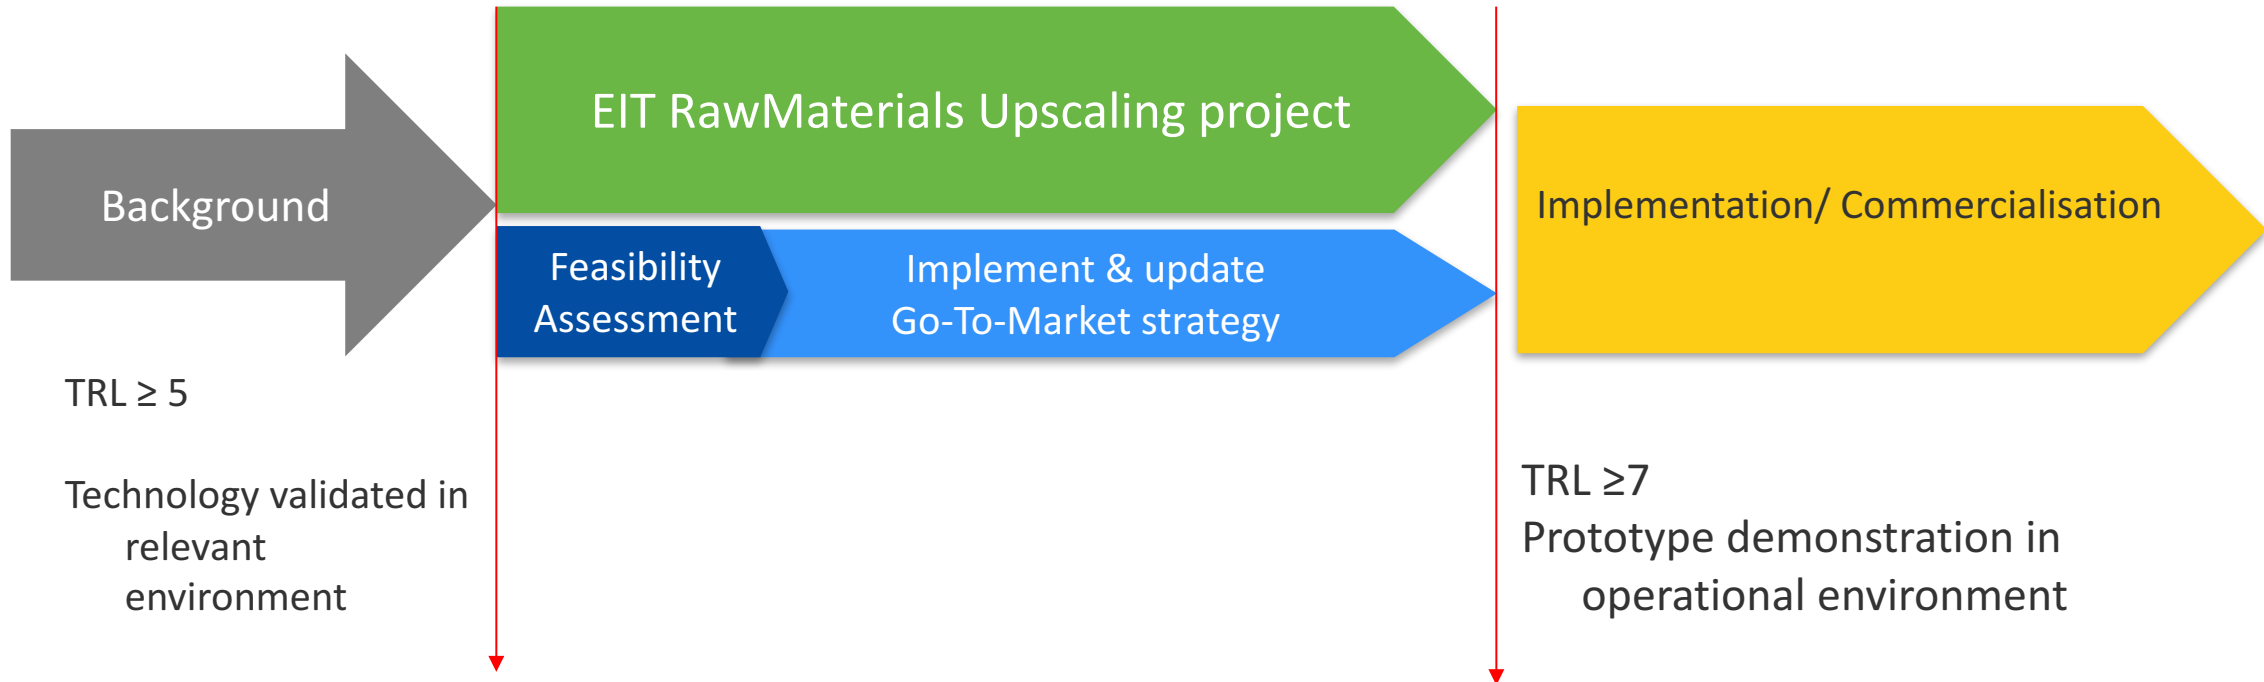 EIT RawMaterials Upscaling project
Background
Feasibility
Assessment
Implement & update
Go-To-Market strategy
Implementation/ Commercialisation
TRL ≥ 5
Technology validated in
relevant
environment
TRL ≥7
Prototype demonstration in
operational environment